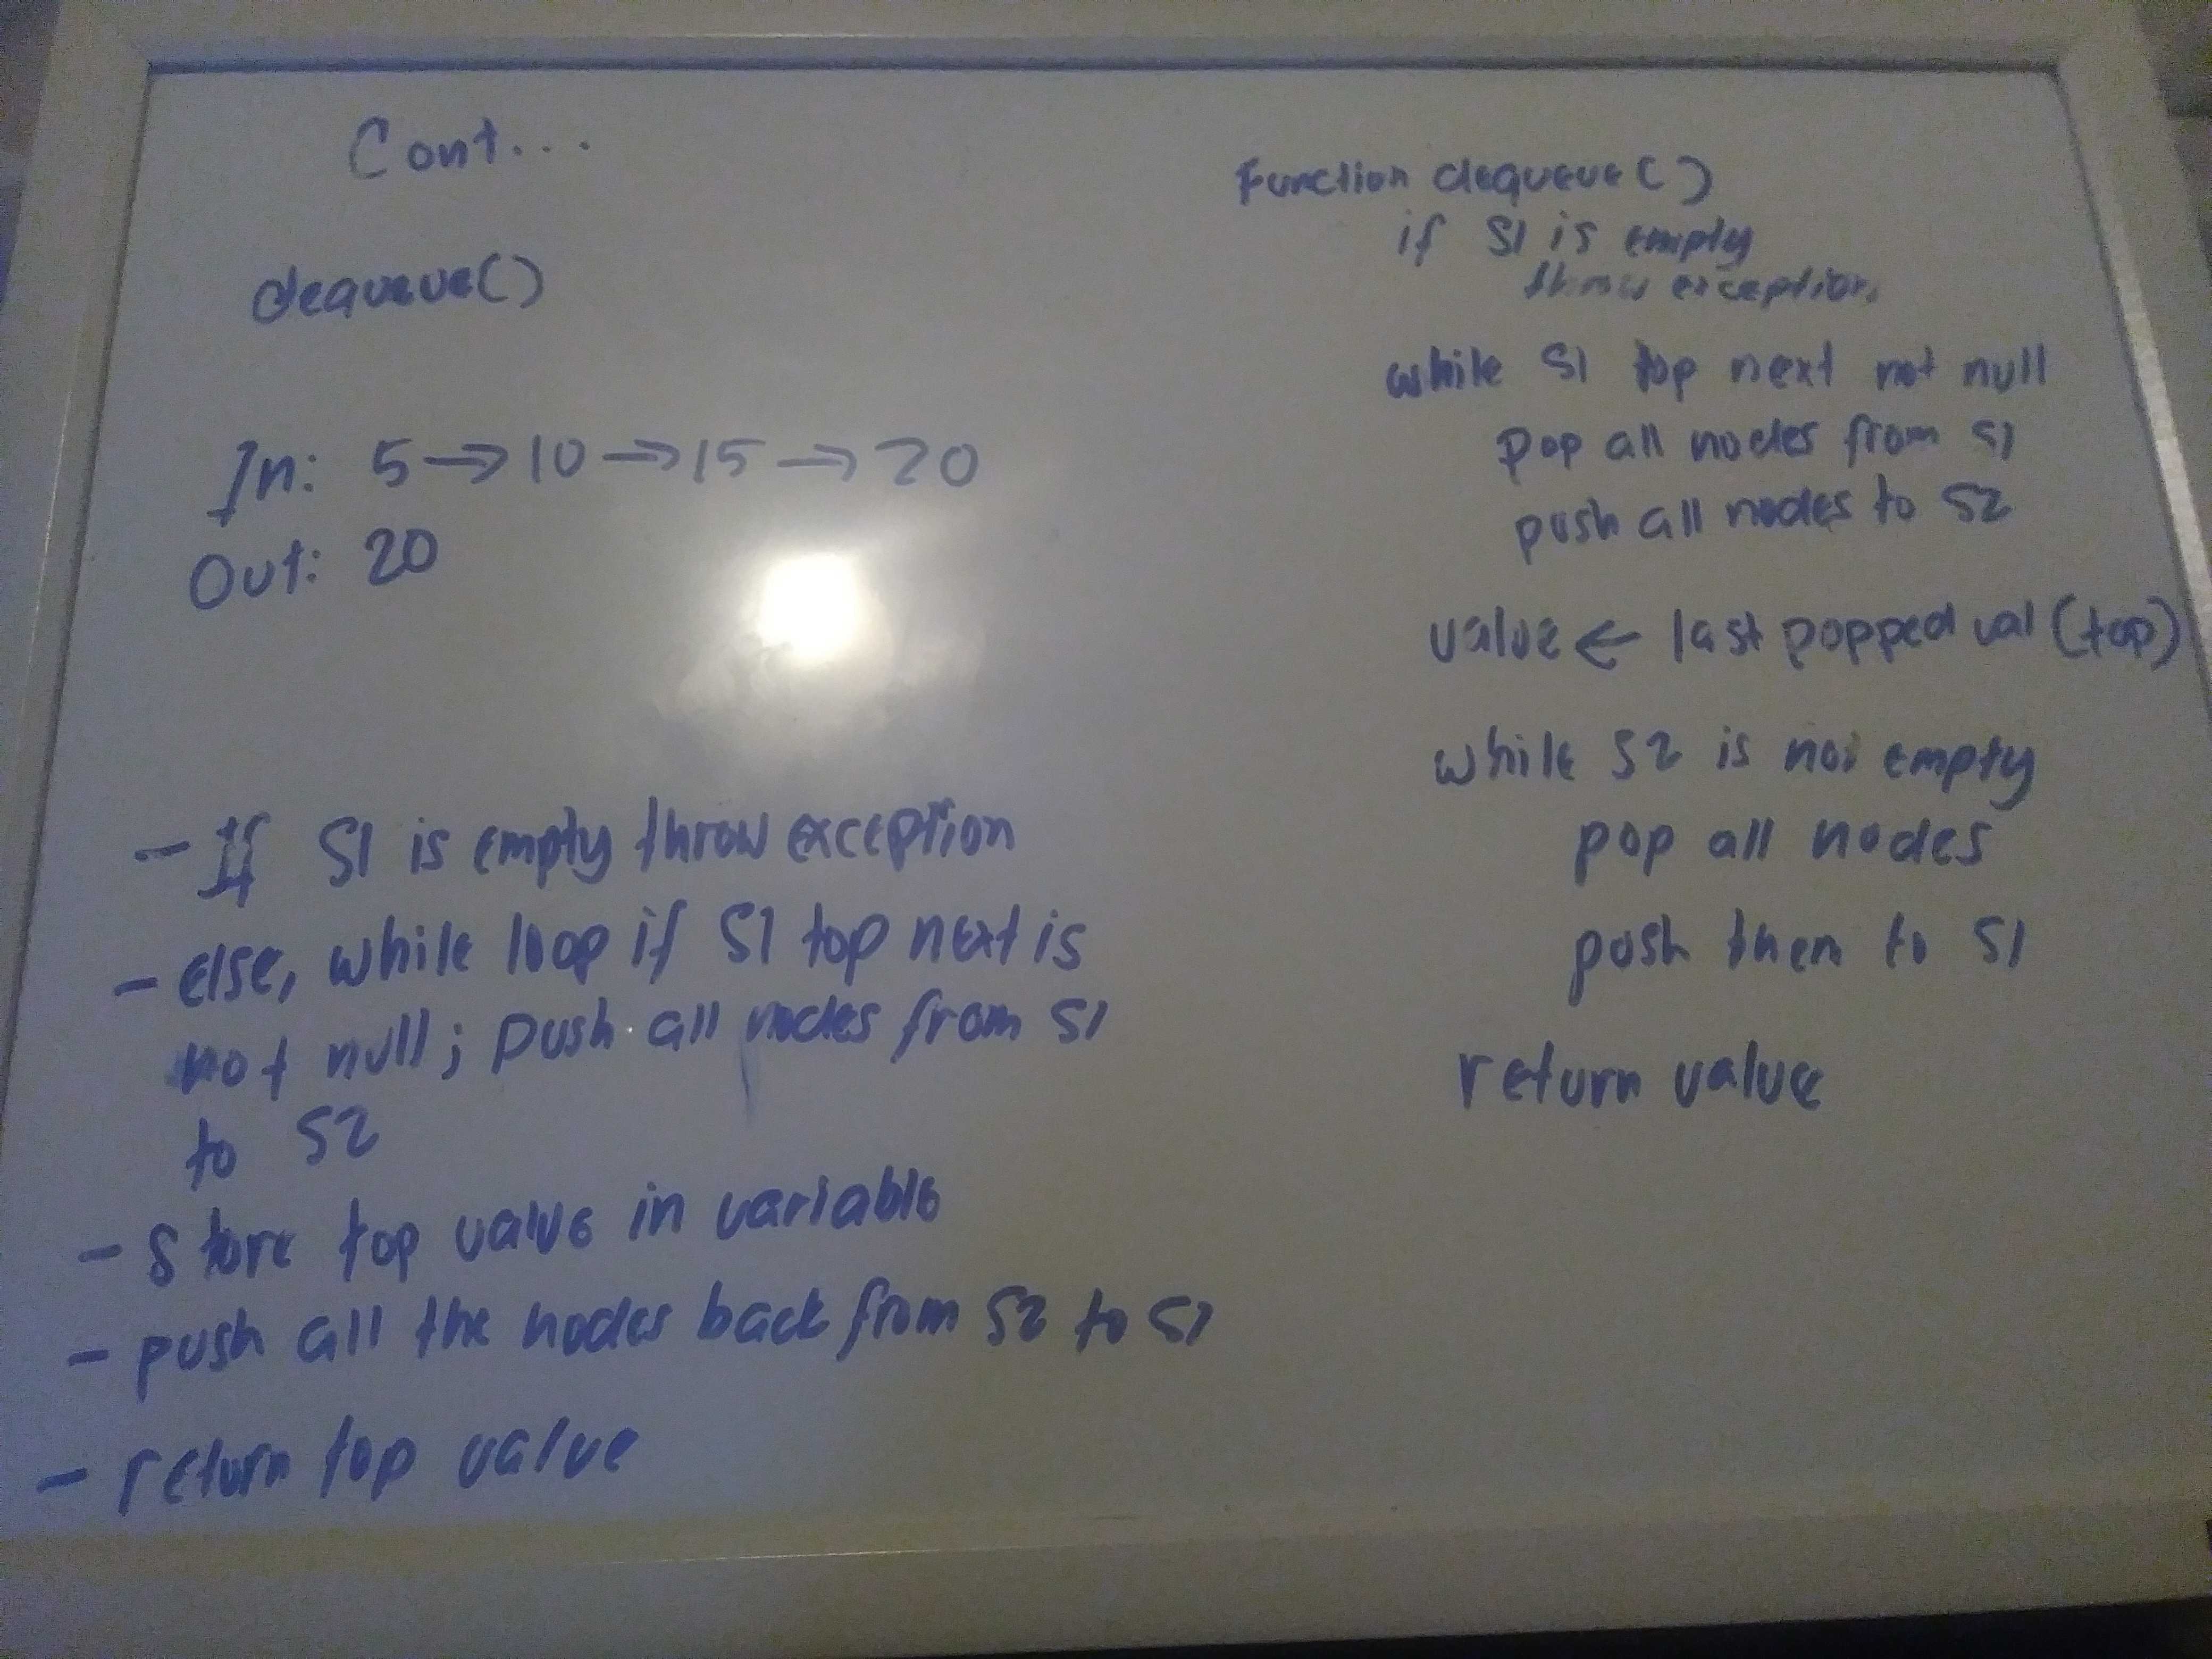 Cont...
dequeue()
In: 5 → 10 → 15 → 20
Out: 20
- If S1 is empty throw exception
- else, while loop if S1 top next is
not null; push all nodes from S1
to S2
- Store top value in variable
- push all the nodes back from S2 to S1
- return top value
Function dequeue()
if S1 is empty
throw exception
while S1 top next not null
pop all nodes from S1
push all nodes to S2
value ← last popped val (top)
while S2 is not empty
pop all nodes
push them to S1
return value